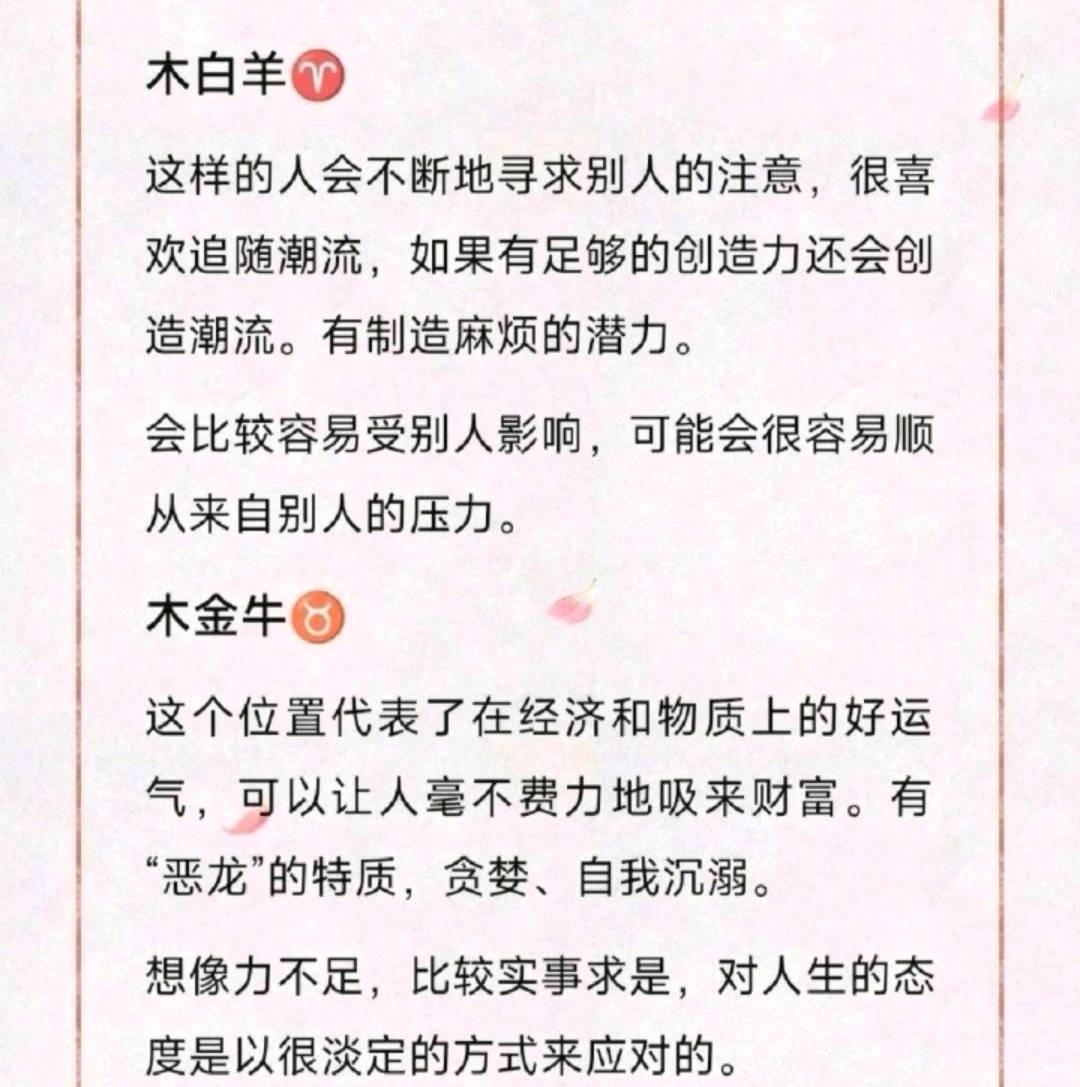 木白羊♈
这样的人会不断地寻求别人的注意，很喜
欢追随潮流，如果有足够的创造力还会创
造潮流。有制造麻烦的潜力。
会比较容易受别人影响，可能会很容易顺
从来自别人的压力。
木金牛♉
这个位置代表了在经济和物质上的好运
气，可以让人毫不费力地吸来财富。有
“恶龙”的特质，贪婪、自我沉溺。
想像力不足，比较实事求是，对人生的态
度是以很淡定的方式来应对的。